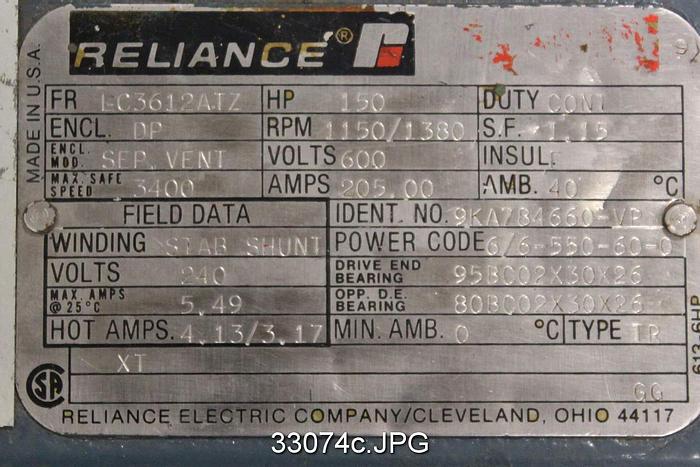 RELIANCE ®
MADE IN U.S.A.
FR EC3612ATZ HP 150 DUTY CONT
ENCL. DP RPM 1150/1380 S.F. 1.15
ENCL. MOD. SEP. VENT VOLTS 600 INSUL. F
MAX. SAFE SPEED 3400 AMPS 205.00 AMB. 40 °C
FIELD DATA IDENT. NO. 9KA784660-VP
WINDING STAB SHUNT POWER CODE 6/6-550-60-0
VOLTS 240 DRIVE END BEARING 95BC02X30X26
MAX. AMPS @ 25°C 5.49 OPP. D.E. BEARING 80BC02X30X26
HOT AMPS. 4.13/3.17 MIN. AMB. 0 °C TYPE TR
XT
GG
613-6HP
RELIANCE ELECTRIC COMPANY/CLEVELAND, OHIO 44117
33074c.JPG